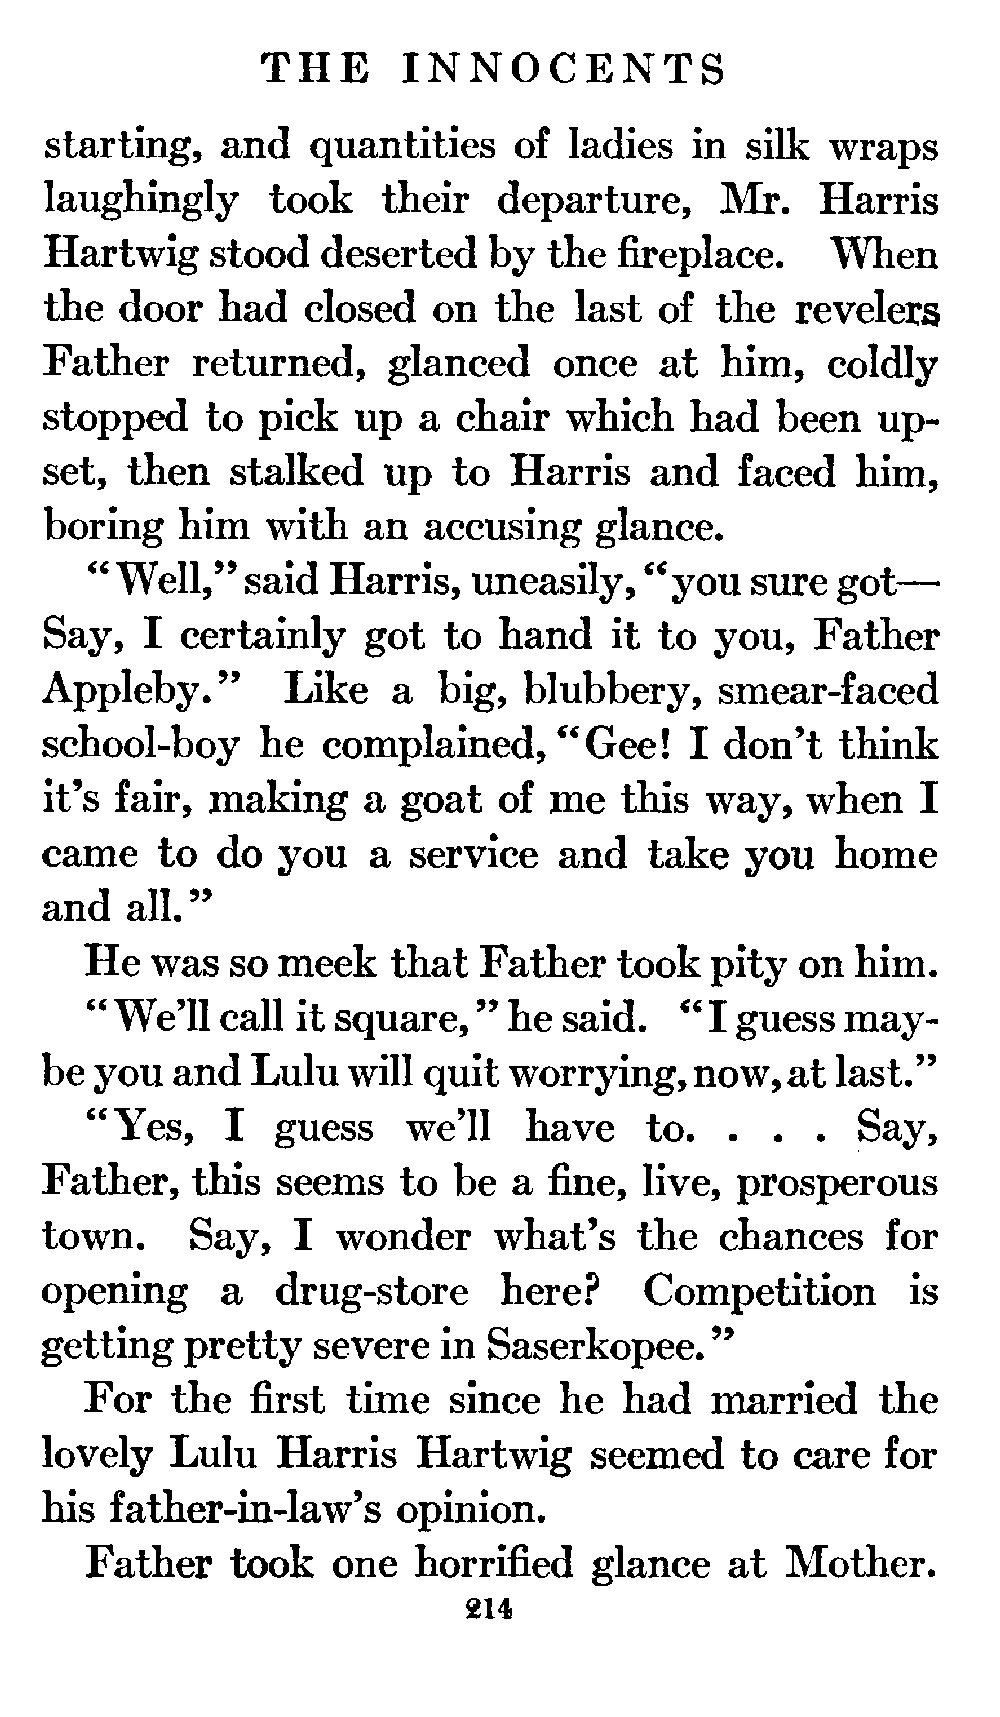 THE INNOCENTS
starting, and quantities of ladies in silk wraps
laughingly took their departure, Mr. Harris
Hartwig stood deserted by the fireplace. When
the door had closed on the last of the revelers
Father returned, glanced once at him, coldly
stopped to pick up a chair which had been up-
set, then stalked up to Harris and faced him,
boring him with an accusing glance.
“Well,” said Harris, uneasily, “you sure got—
Say, I certainly got to hand it to you, Father
Appleby.” Like a big, blubbery, smear-faced
school-boy he complained, “Gee! I don’t think
it’s fair, making a goat of me this way, when I
came to do you a service and take you home
and all.”
He was so meek that Father took pity on him.
“We’ll call it square,” he said. “I guess may-
be you and Lulu will quit worrying, now, at last.”
“Yes, I guess we’ll have to. . . . Say,
Father, this seems to be a fine, live, prosperous
town. Say, I wonder what’s the chances for
opening a drug-store here? Competition is
getting pretty severe in Saserkopee.”
For the first time since he had married the
lovely Lulu Harris Hartwig seemed to care for
his father-in-law’s opinion.
Father took one horrified glance at Mother.
214